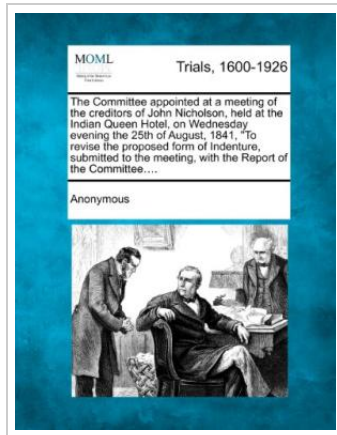 MOML
Trials, 1600-1926
The Committee appointed at a meeting of
the creditors of John Nicholson, held at the
Indian Queen Hotel, on Wednesday
evening the 25th of August, 1841, "To
revise the proposed form of Indenture,
submitted to the meeting, with the Report of
the Committee....
Anonymous